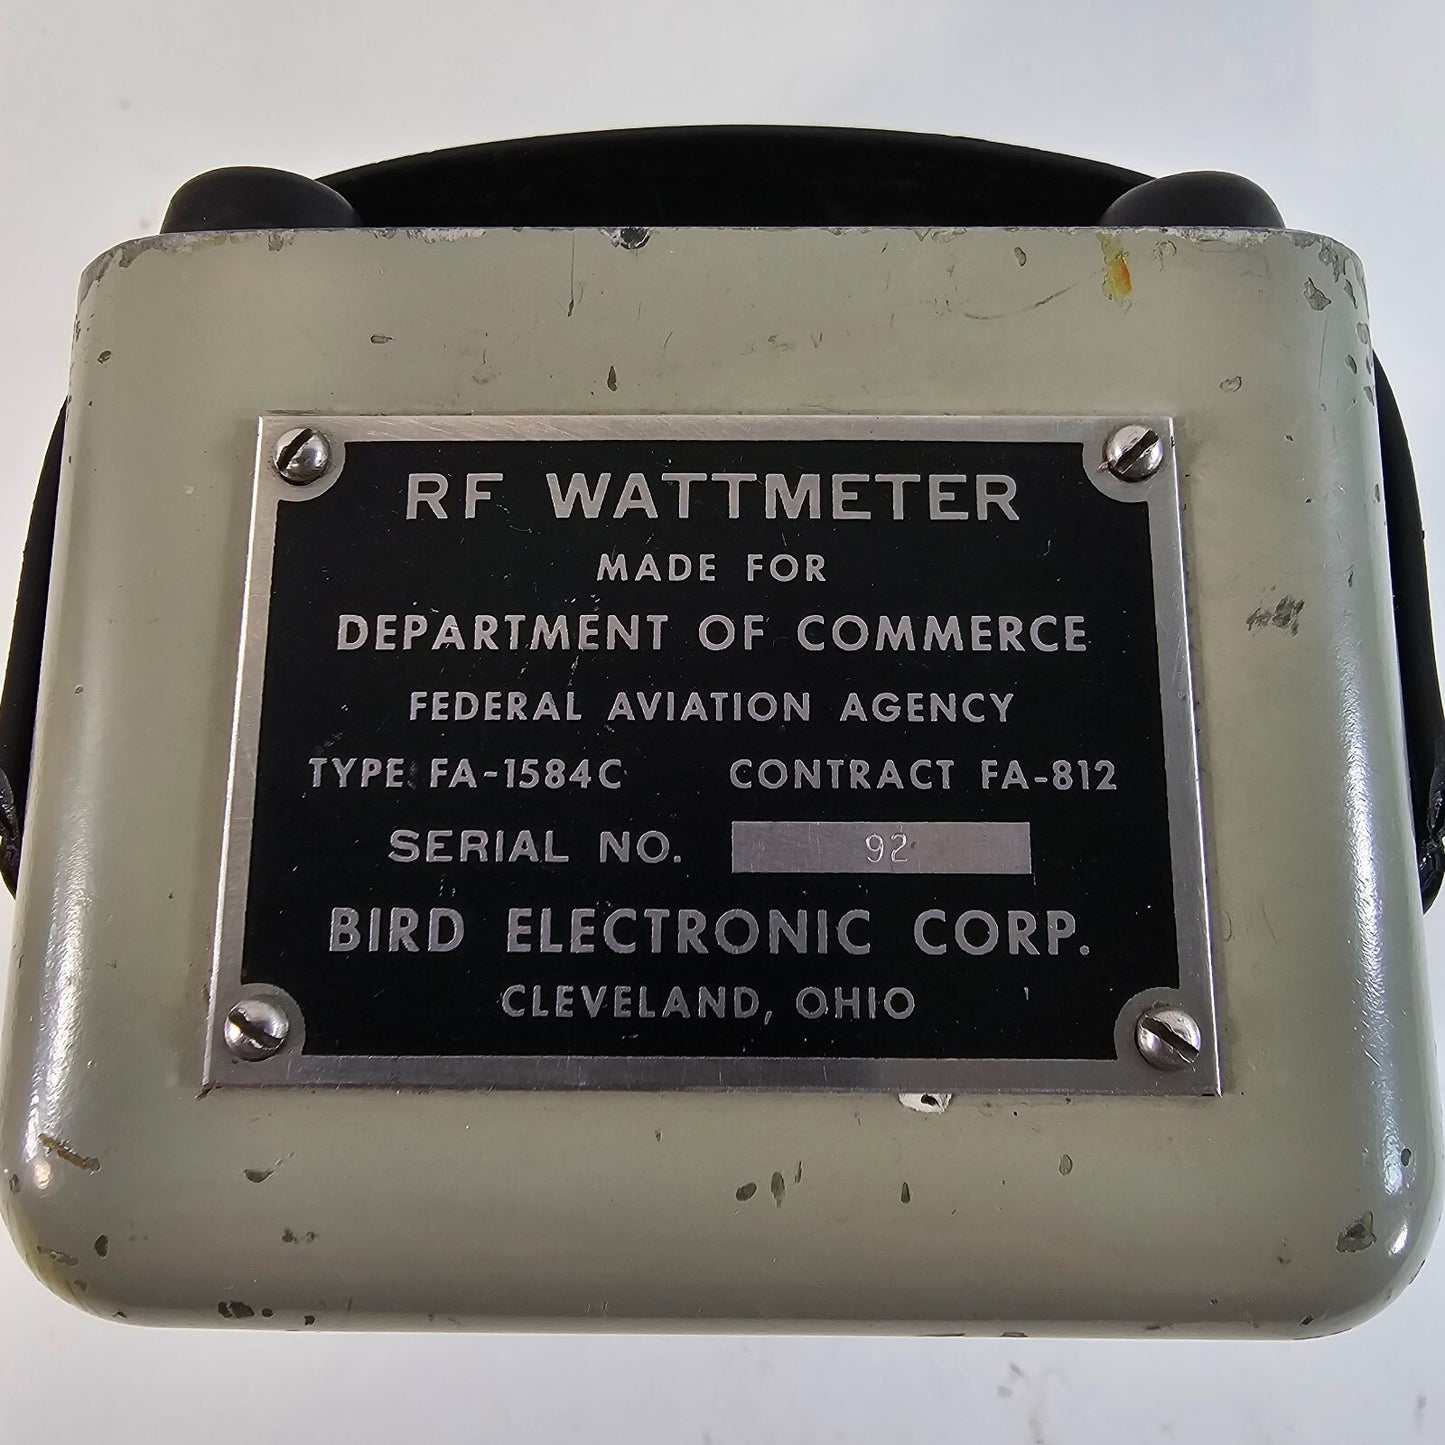 RF WATTMETER
MADE FOR
DEPARTMENT OF COMMERCE
FEDERAL AVIATION AGENCY
TYPE FA-1584C CONTRACT FA-812
SERIAL NO. 92
BIRD ELECTRONIC CORP.
CLEVELAND, OHIO